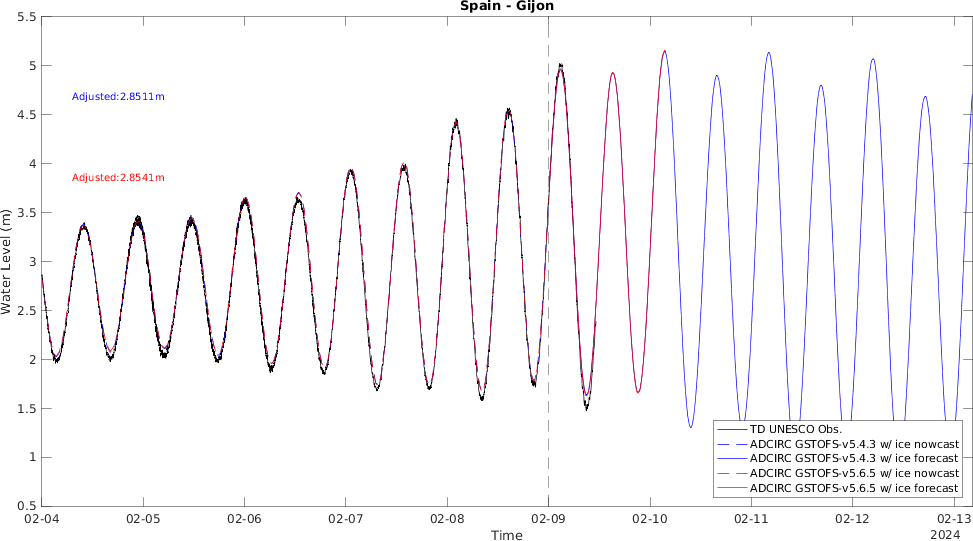 Spain - Gijon
5.5
5
4.5
4
3.5
3
2.5
2
1.5
1
0.5
Water Level (m)
Adjusted:2.8511m
Adjusted:2.8541m
TD UNESCO Obs.
ADCIRC GSTOFS-v5.4.3 w/ ice nowcast
ADCIRC GSTOFS-v5.4.3 w/ ice forecast
ADCIRC GSTOFS-v5.6.5 w/ ice nowcast
ADCIRC GSTOFS-v5.6.5 w/ ice forecast
02-04 02-05 02-06 02-07 02-08 02-09 02-10 02-11 02-12 02-13
Time
2024